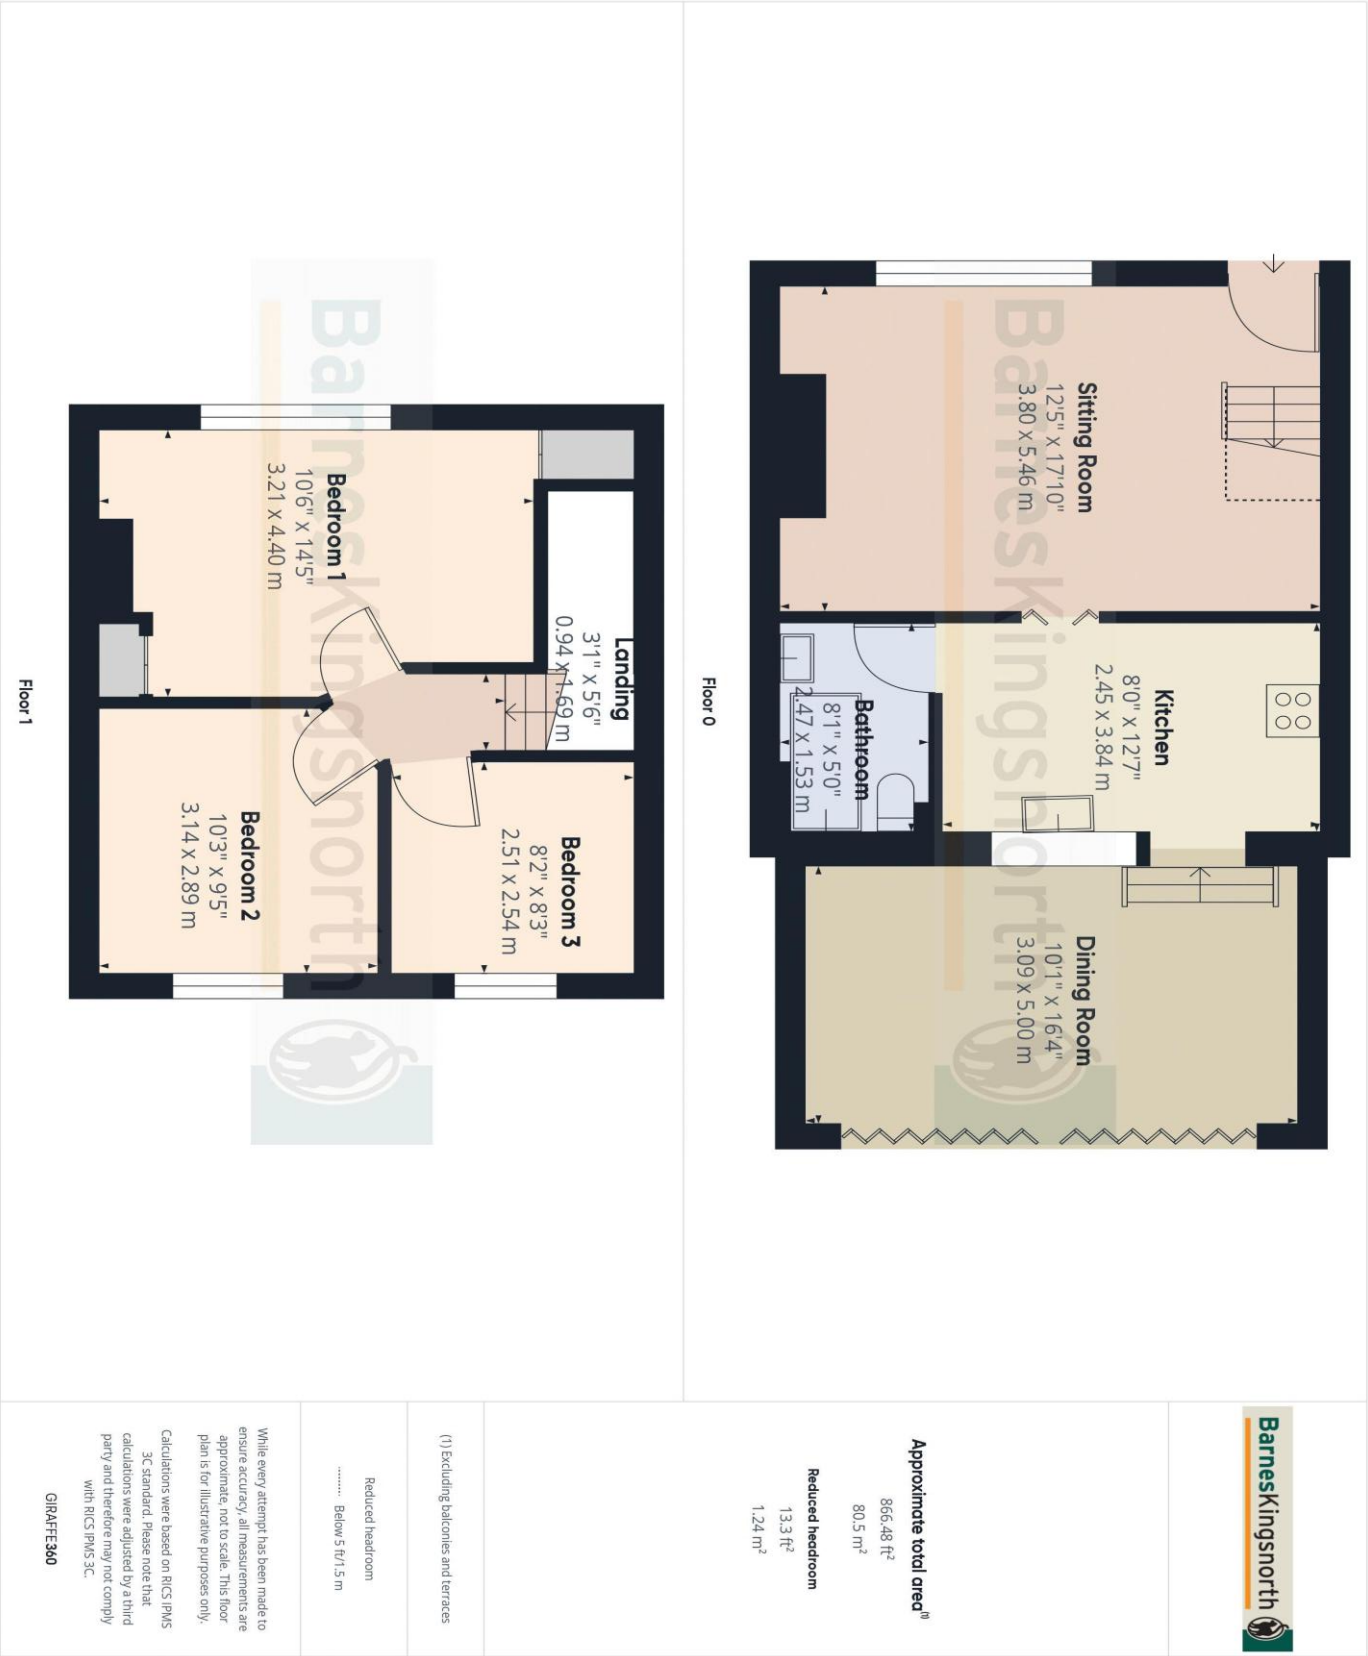 Sitting Room
12'5" x 17'10"
3.80 x 5.46 m
Kitchen
8'0" x 12'7"
2.45 x 3.84 m
Bathroom
8'1" x 5'0"
2.47 x 1.53 m
Dining Room
10'1" x 16'4"
3.09 x 5.00 m
BarnesKingsnorth
Floor 0
Landing
3'1" x 5'6"
0.94 x 1.69 m
Bedroom 1
10'6" x 14'5"
3.21 x 4.40 m
Bedroom 3
8'2" x 8'3"
2.51 x 2.54 m
Bedroom 2
10'3" x 9'5"
3.14 x 2.89 m
BarnesKingsnorth
Floor 1
BarnesKingsnorth
Approximate total area(1)
866.48 ft²
80.5 m²
Reduced headroom
13.3 ft²
1.24 m²
(1) Excluding balconies and terraces
Reduced headroom
Below 5 ft/1.5 m
While every attempt has been made to
ensure accuracy, all measurements are
approximate, not to scale. This floor
plan is for illustrative purposes only.
Calculations were based on RICS IPMS
3C standard. Please note that
calculations were adjusted by a third
party and therefore may not comply
with RICS IPMS 3C.
GIRAFFE360